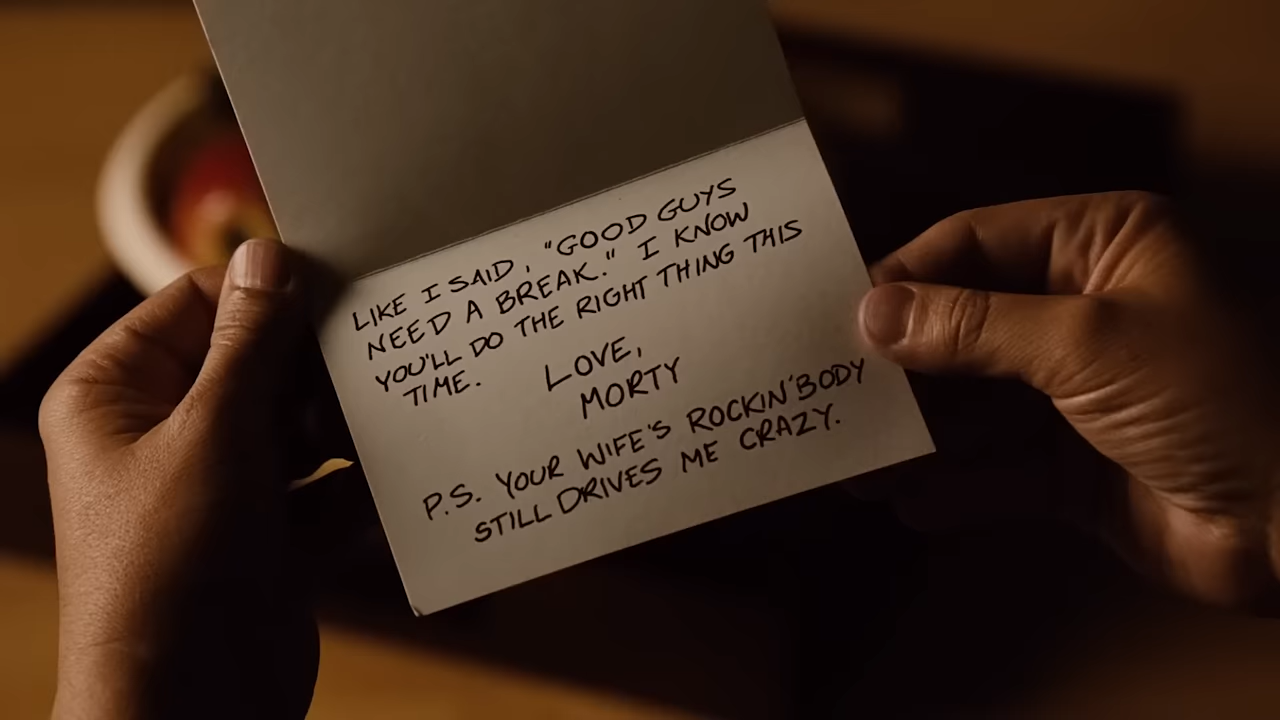 LIKE I SAID, "GOOD GUYS
NEED A BREAK." I KNOW
YOU'LL DO THE RIGHT THING THIS
TIME.
LOVE,
MORTY
P.S. YOUR WIFE'S ROCKIN' BODY
STILL DRIVES ME CRAZY.